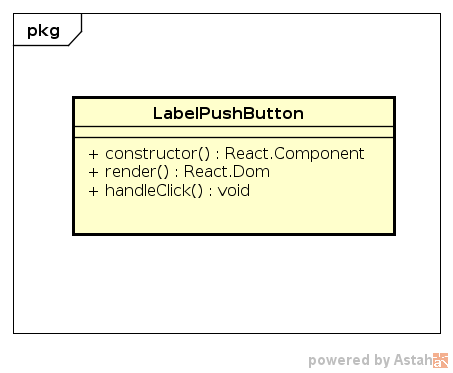 pkg
LabelPushButton
+ constructor() : React.Component
+ render() : React.Dom
+ handleClick() : void
powered by Astah